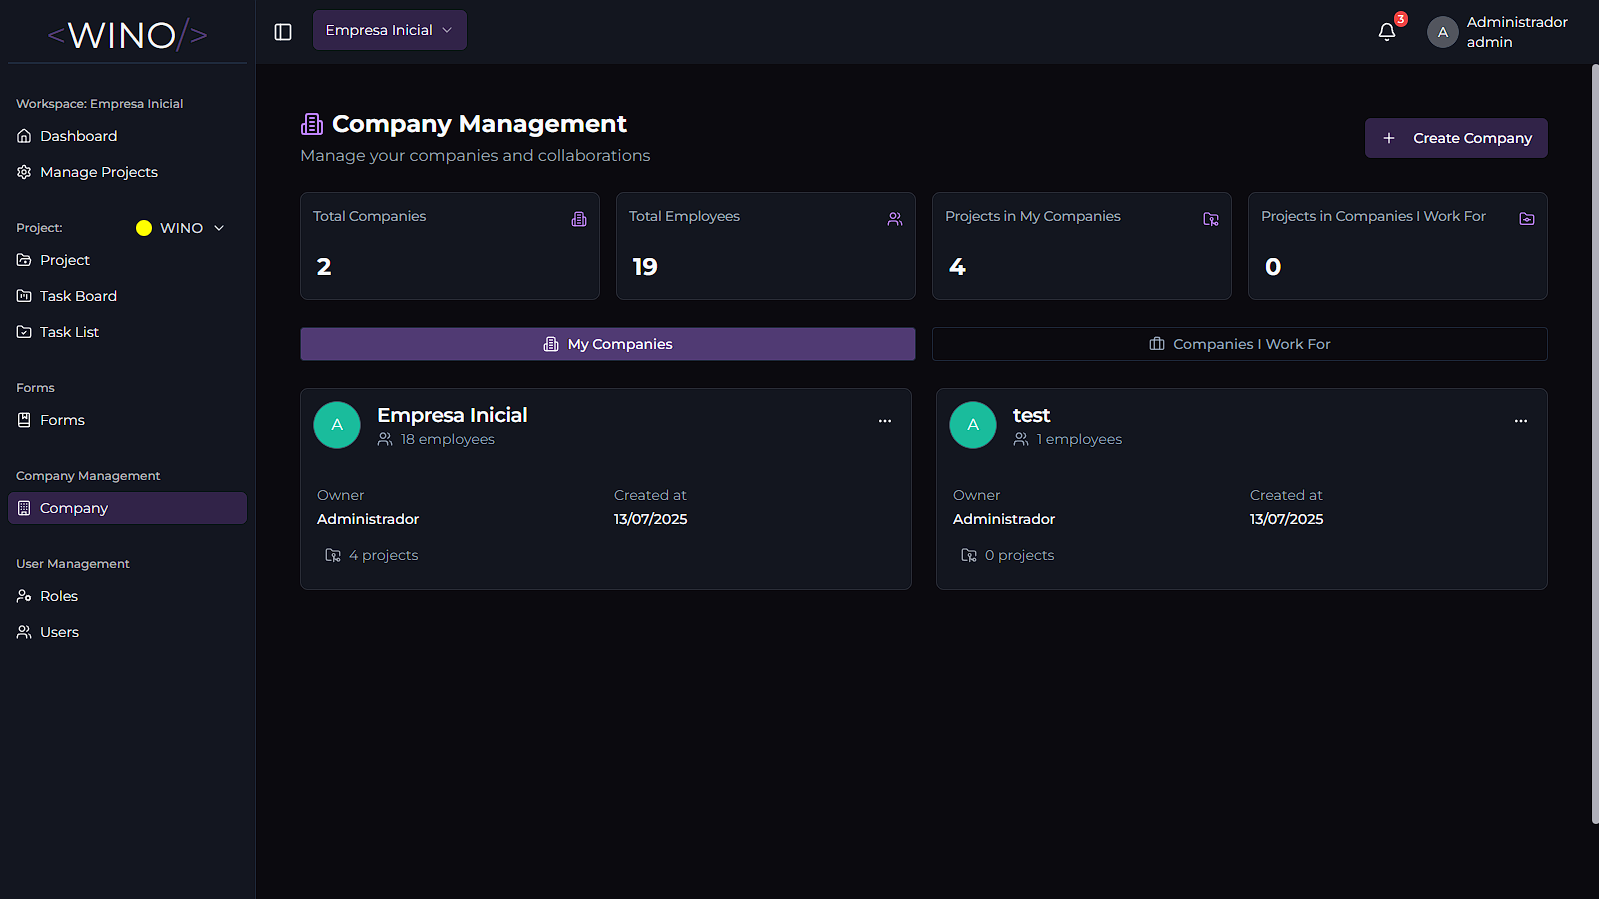 <WINO/>
Empresa Inicial
3
A
Administrador
admin
Workspace: Empresa Inicial
Dashboard
Manage Projects
Project:
WINO
Project
Task Board
Task List
Forms
Forms
Company Management
Company
User Management
Roles
Users
Company Management
Manage your companies and collaborations
+ Create Company
Total Companies
2
Total Employees
19
Projects in My Companies
4
Projects in Companies I Work For
0
My Companies
Companies I Work For
A
Empresa Inicial
18 employees
...
Owner
Administrador
Created at
13/07/2025
4 projects
A
test
1 employees
...
Owner
Administrador
Created at
13/07/2025
0 projects